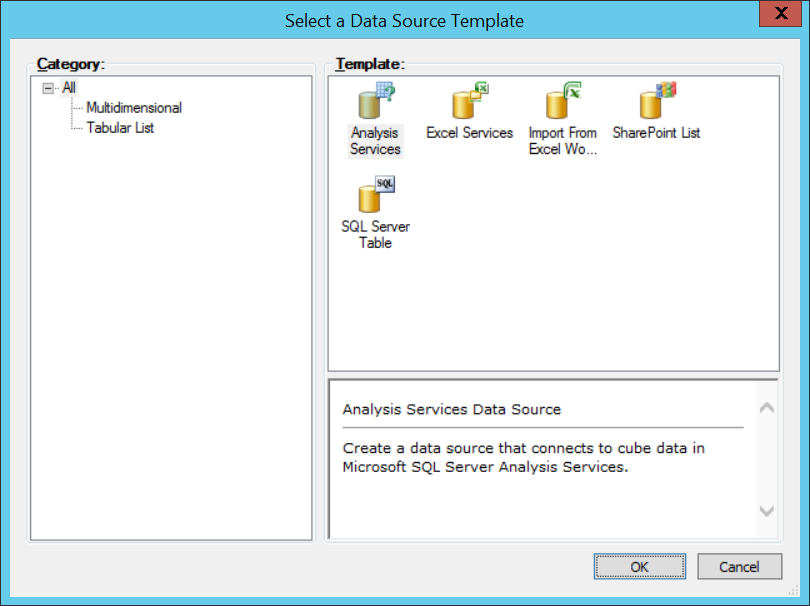 Select a Data Source Template
X
Category:
All
Multidimensional
Tabular List
Template:
Analysis
Services
Excel Services
Import From
Excel Wo...
SharePoint List
SQL
SQL Server
Table
Analysis Services Data Source
Create a data source that connects to cube data in
Microsoft SQL Server Analysis Services.
OK
Cancel